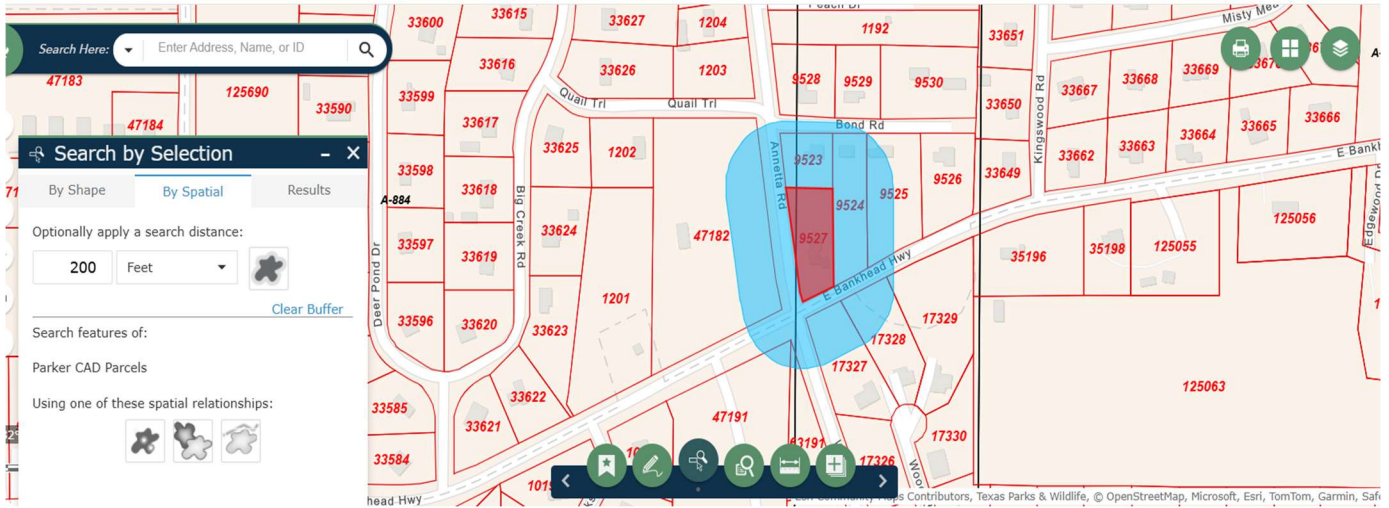 Search Here:
Enter Address, Name, or ID
47183
47184
125690
33590
33600
33615
33616
33599
33617
33598
33618
A-884
33597
33619
33596
33620
33585
33584
33621
33622
33623
33624
33625
33627
33626
1204
1203
1202
1201
47182
47191
1192
9528
9529
9530
9523
9524
9525
9526
9527
17329
17328
17327
17330
17326
33651
33650
33649
33667
33668
33669
33662
33663
33664
33665
33666
35196
35198
125055
125056
125063
Quail Trl
Quail Trl
Bond Rd
Annetta Rd
Big Creek Rd
Deer Pond Dr
Kingswood Rd
E Bankhead Hwy
head Hwy
Search by Selection
By Shape
By Spatial
Results
Optionally apply a search distance:
200
Feet
Clear Buffer
Search features of:
Parker CAD Parcels
Using one of these spatial relationships:
Contributors, Texas Parks & Wildlife, © OpenStreetMap, Microsoft, Esri, TomTom, Garmin, Safe